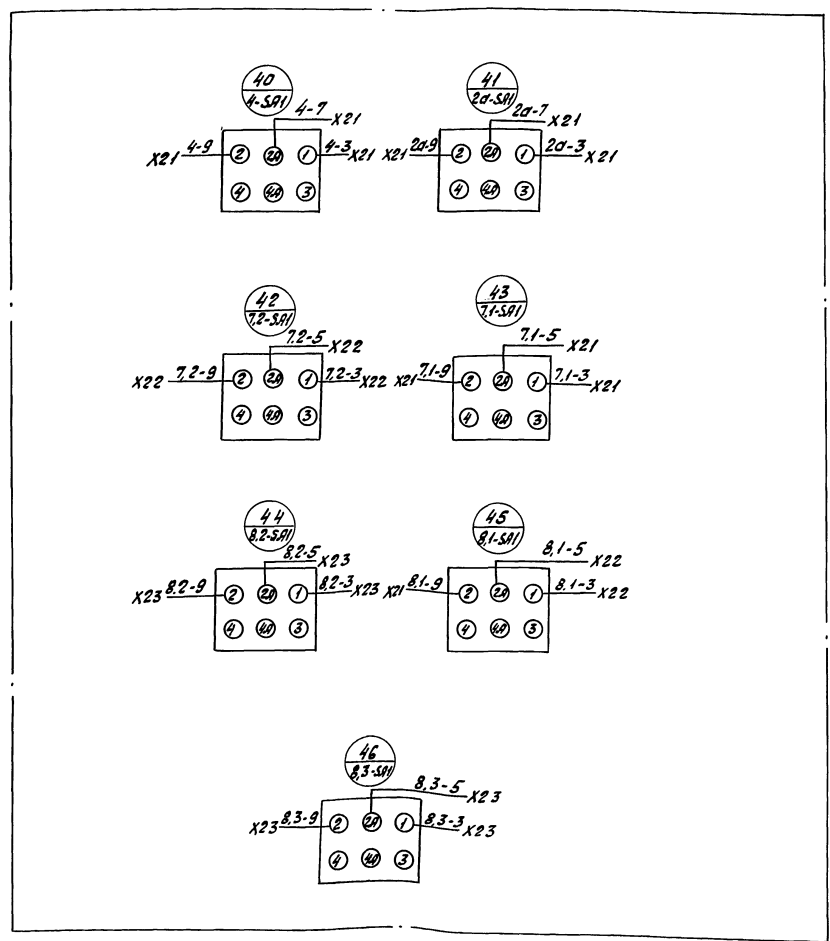 40
4-SA1
4-7 X21
X21 4-9 2 2A 1 4-3 X21
4 4A 3
41
2а-SA1
2а-7 X21
X21 2а-9 2 2A 1 2а-3 X21
4 4A 3
42
7,2-SA1
7,2-5 X22
X22 7,2-9 2 2A 1 7,2-3 X22
4 4A 3
43
7,1-SA1
7,1-5 X21
X21 7,1-9 2 2A 1 7,1-3 X21
4 4A 3
44
8,2-SA1
8,2-5 X23
X23 8,2-9 2 2A 1 8,2-3 X23
4 4A 3
45
8,1-SA1
8,1-5 X22
X21 8,1-9 2 2A 1 8,1-3 X22
4 4A 3
46
8,3-SA1
8,3-5 X23
X23 8,3-9 2 2A 1 8,3-3 X23
4 4A 3